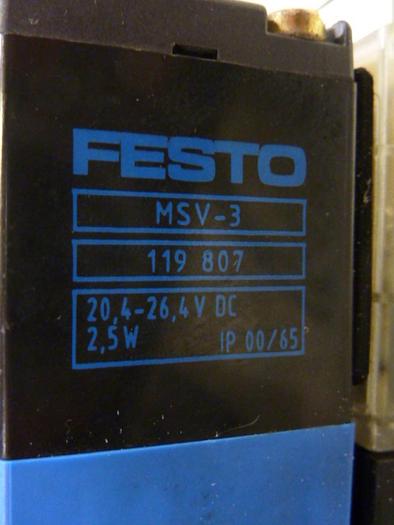 FESTO
MSV-3
119 807
20,4-26,4 V DC
2,5W IP 00/65